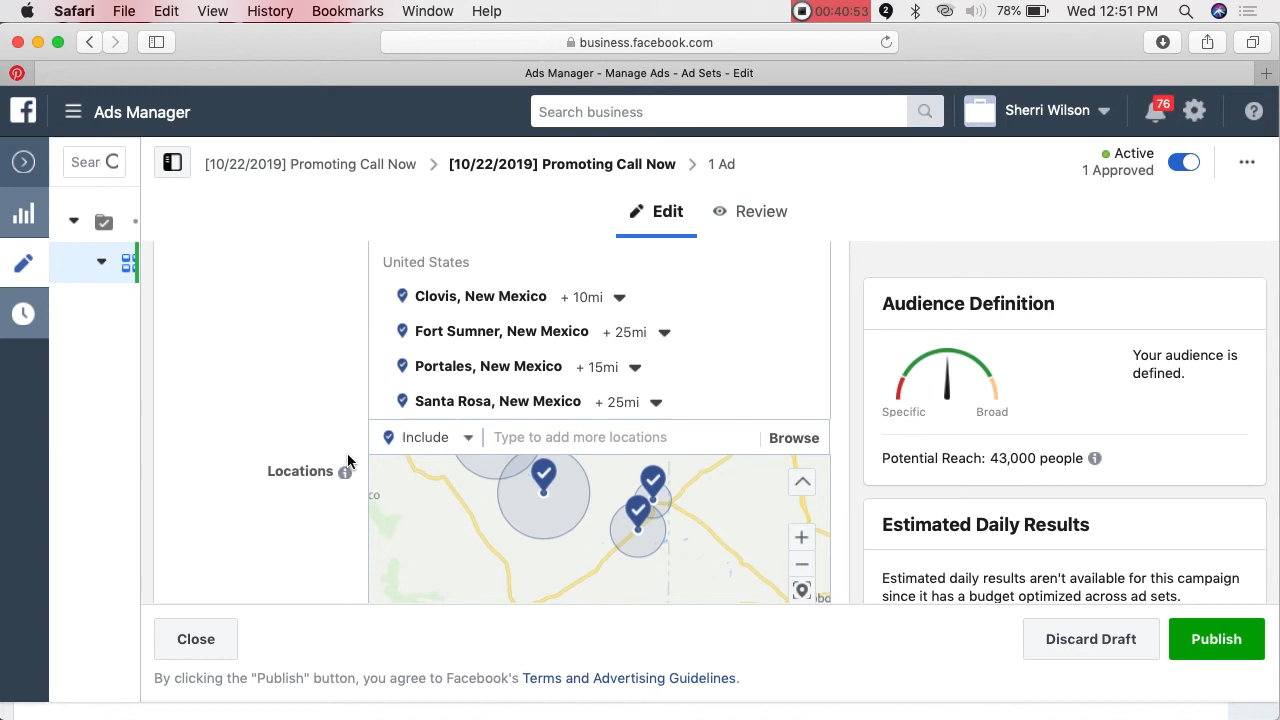 Safari File Edit View History Bookmarks Window Help 00:40:53 2 78% Wed 12:51 PM
business.facebook.com
Ads Manager - Manage Ads - Ad Sets - Edit
Ads Manager Search business Sherri Wilson 76
Sear [10/22/2019] Promoting Call Now [10/22/2019] Promoting Call Now 1 Ad
Active
1 Approved
Edit Review
United States
Clovis, New Mexico + 10mi
Fort Sumner, New Mexico + 25mi
Portales, New Mexico + 15mi
Santa Rosa, New Mexico + 25mi
Include Type to add more locations Browse
Locations
co
Audience Definition
Your audience is
defined.
Specific Broad
Potential Reach: 43,000 people
Estimated Daily Results
Estimated daily results aren't available for this campaign
since it has a budget optimized across ad sets.
Close Discard Draft Publish
By clicking the "Publish" button, you agree to Facebook's Terms and Advertising Guidelines.